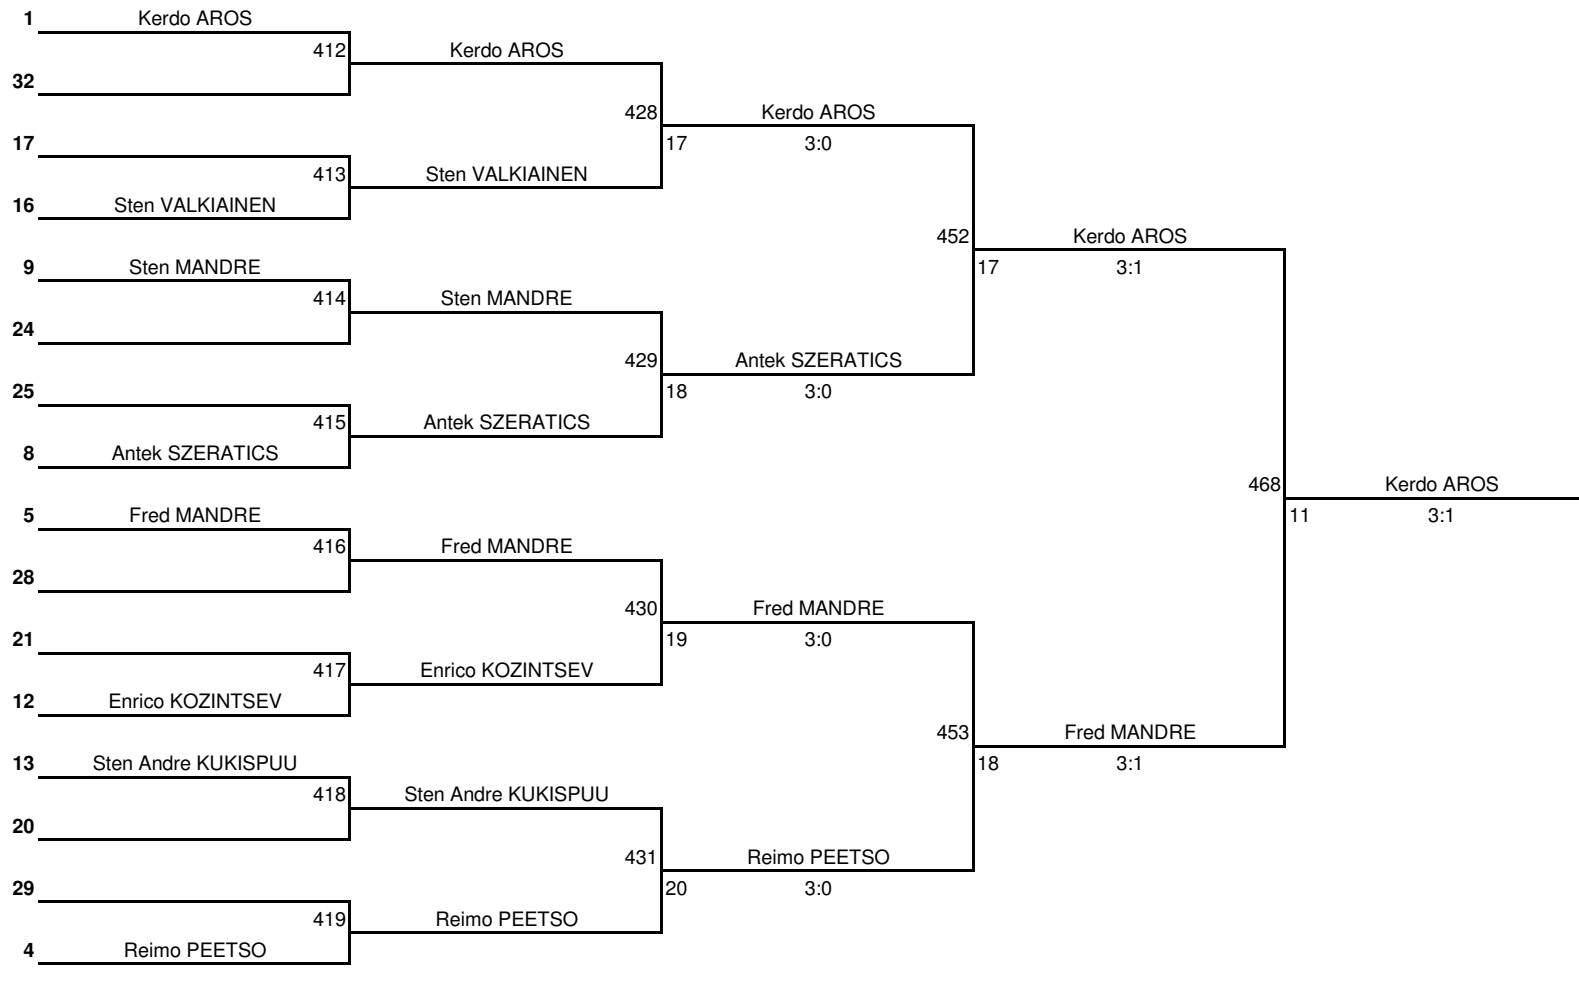 1 Kerdo AROS
412 Kerdo AROS
32
428 Kerdo AROS
17 17 3:0
413 Sten VALKIAINEN
16 Sten VALKIAINEN
452 Kerdo AROS
9 Sten MANDRE 17 3:1
414 Sten MANDRE
24
429 Antek SZERATICS
25 18 3:0
415 Antek SZERATICS
8 Antek SZERATICS
468 Kerdo AROS
5 Fred MANDRE 11 3:1
416 Fred MANDRE
28
430 Fred MANDRE
21 19 3:0
417 Enrico KOZINTSEV
12 Enrico KOZINTSEV
453 Fred MANDRE
13 Sten Andre KUKISPUU 18 3:1
418 Sten Andre KUKISPUU
20
431 Reimo PEETSO
29 20 3:0
419 Reimo PEETSO
4 Reimo PEETSO